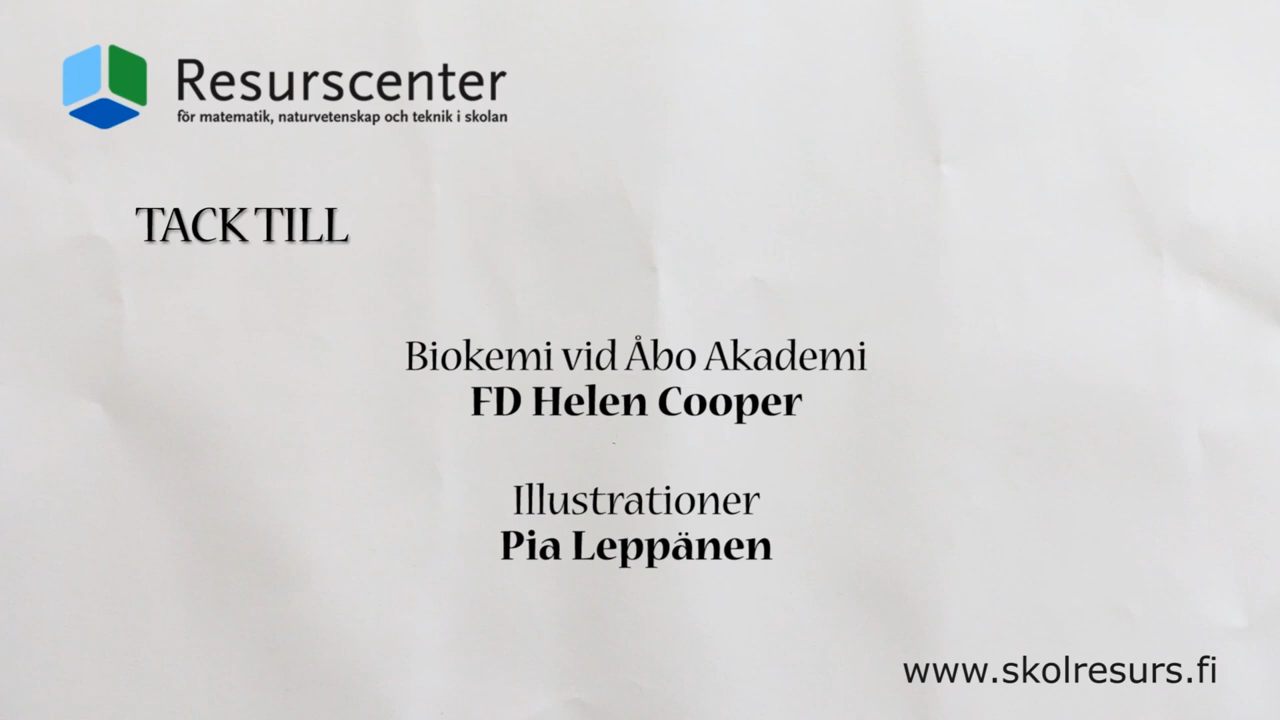 Resurscenter
för matematik, naturvetenskap och teknik i skolan
TACK TILL
Biokemi vid Åbo Akademi
FD Helen Cooper
Illustrationer
Pia Leppänen
www.skolresurs.fi